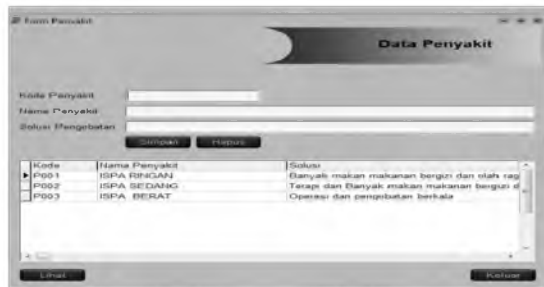 Form Penyakit
Data Penyakit
Kode Penyakit
Nama Penyakit
Solusi Pengobatan
Simpan Hapus
Kode Nama Penyakit Solusi
P001 ISPA RINGAN Banyak makan makanan bergizi dan olah rag
P002 ISPA SEDANG Terapi dan Banyak makan makanan bergizi d
P003 ISPA BERAT Operasi dan pengobatan berkala
Lihat Keluar